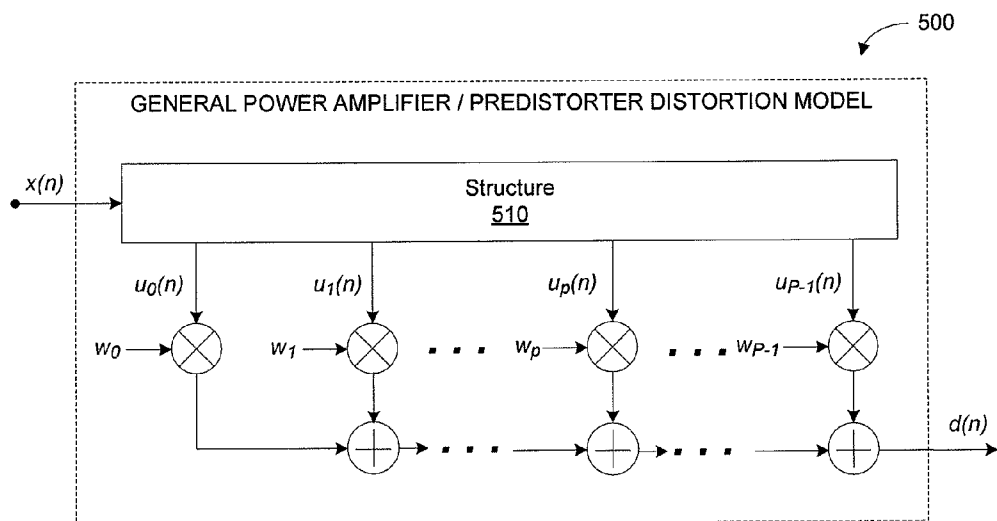 500
GENERAL POWER AMPLIFIER / PREDISTORTER DISTORTION MODEL
x(n)
Structure
510
u0(n) u1(n) up(n) uP-1(n)
w0 w1 wp wP-1
d(n)